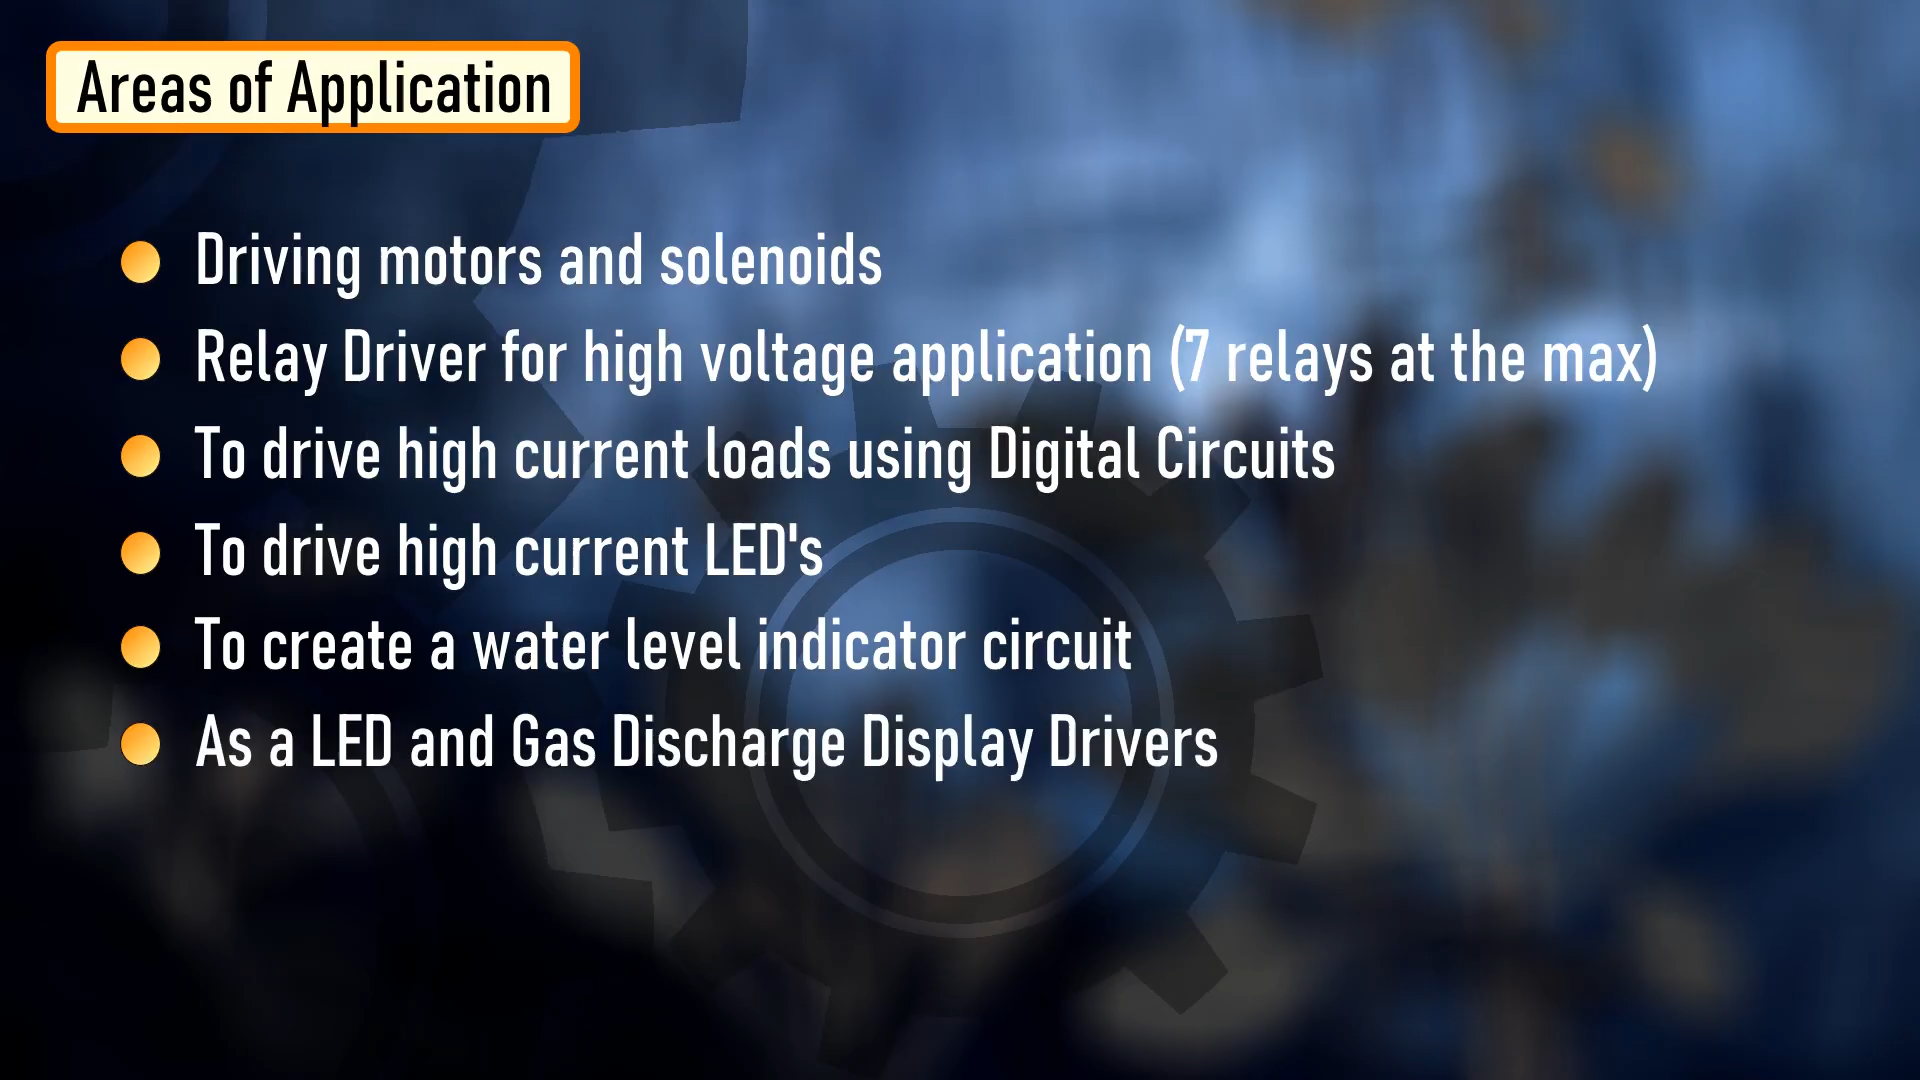 Areas of Application
Driving motors and solenoids
Relay Driver for high voltage application (7 relays at the max)
To drive high current loads using Digital Circuits
To drive high current LED's
To create a water level indicator circuit
As a LED and Gas Discharge Display Drivers